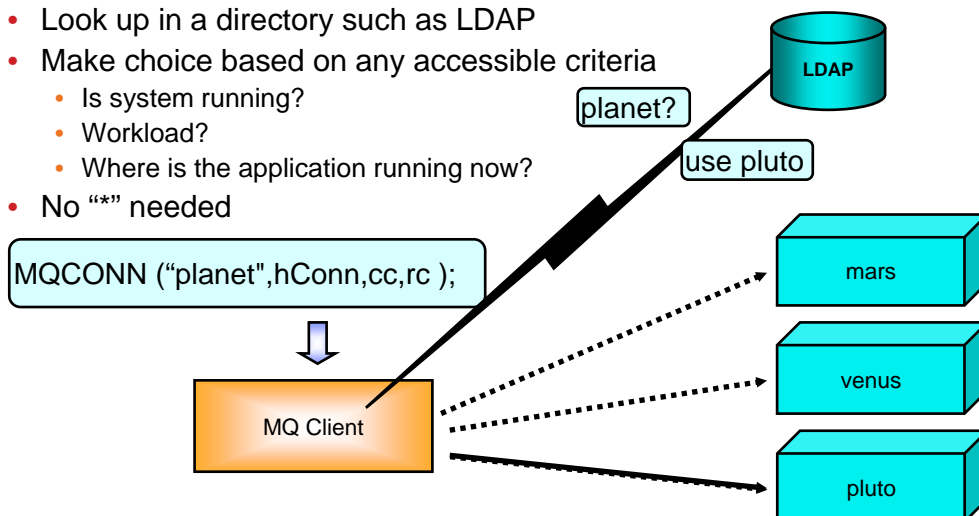 • Look up in a directory such as LDAP
• Make choice based on any accessible criteria
• Is system running?
• Workload?
• Where is the application running now?
• No “*” needed
LDAP
planet?
use pluto
MQCONN (“planet",hConn,cc,rc );
mars
venus
MQ Client
pluto